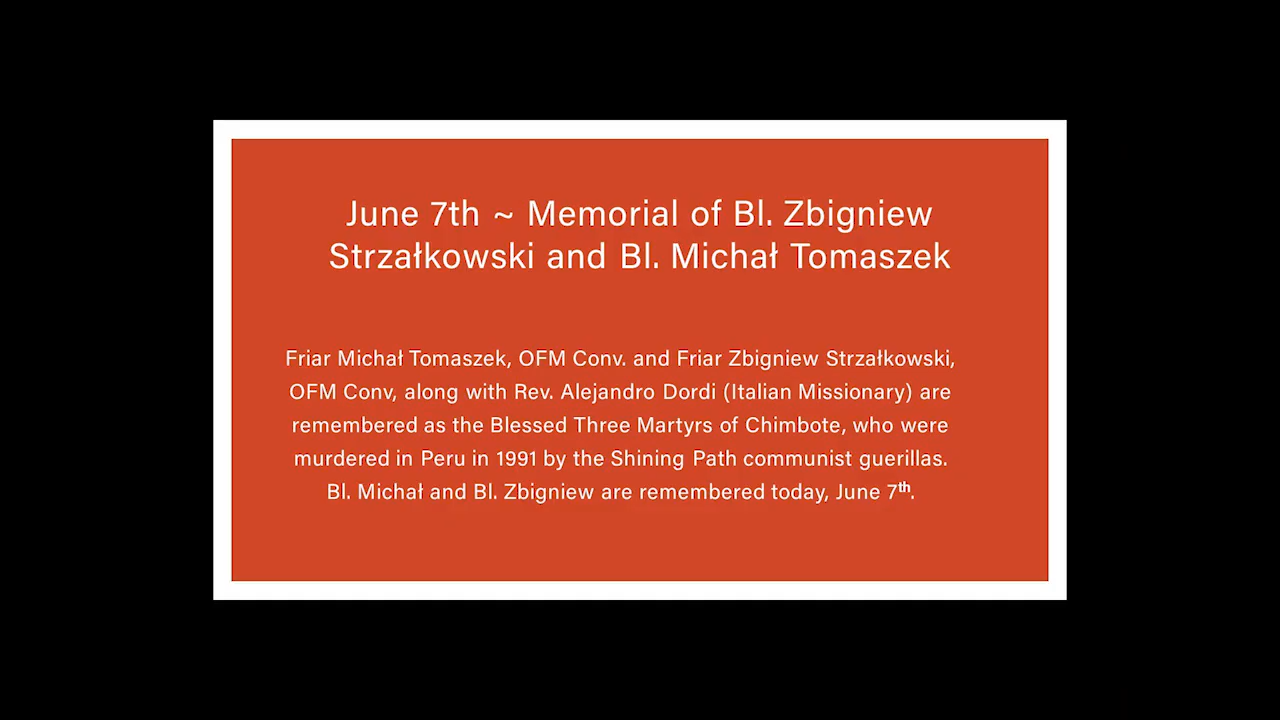 June 7th ~ Memorial of Bl. Zbigniew
Strzałkowski and Bl. Michał Tomaszek
Friar Michał Tomaszek, OFM Conv. and Friar Zbigniew Strzałkowski,
OFM Conv, along with Rev. Alejandro Dordi (Italian Missionary) are
remembered as the Blessed Three Martyrs of Chimbote, who were
murdered in Peru in 1991 by the Shining Path communist guerillas.
Bl. Michał and Bl. Zbigniew are remembered today, June 7th.